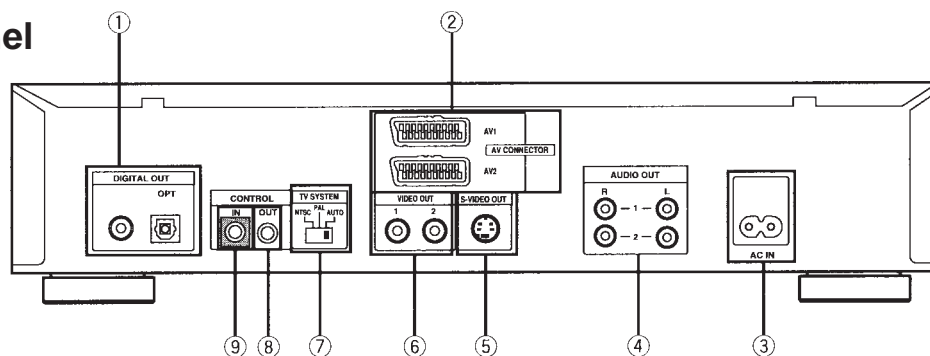 ① ②
el
AV1
AV CONNECTOR
AV2
DIGITAL OUT
OPT
CONTROL
IN OUT
TV SYSTEM
NTSC PAL AUTO
VIDEO OUT
1 2
S-VIDEO OUT
AUDIO OUT
R L
1
2
AC IN
⑨ ⑧ ⑦ ⑥ ⑤ ④ ③